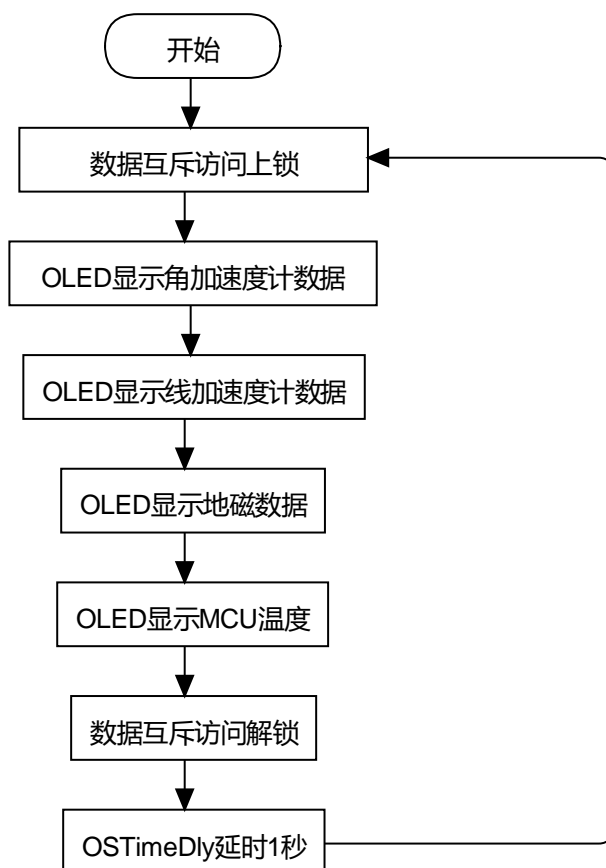 开始
数据互斥访问上锁
OLED显示角加速度计数据
OLED显示线加速度计数据
OLED显示地磁数据
OLED显示MCU温度
数据互斥访问解锁
OSTimeDly延时1秒